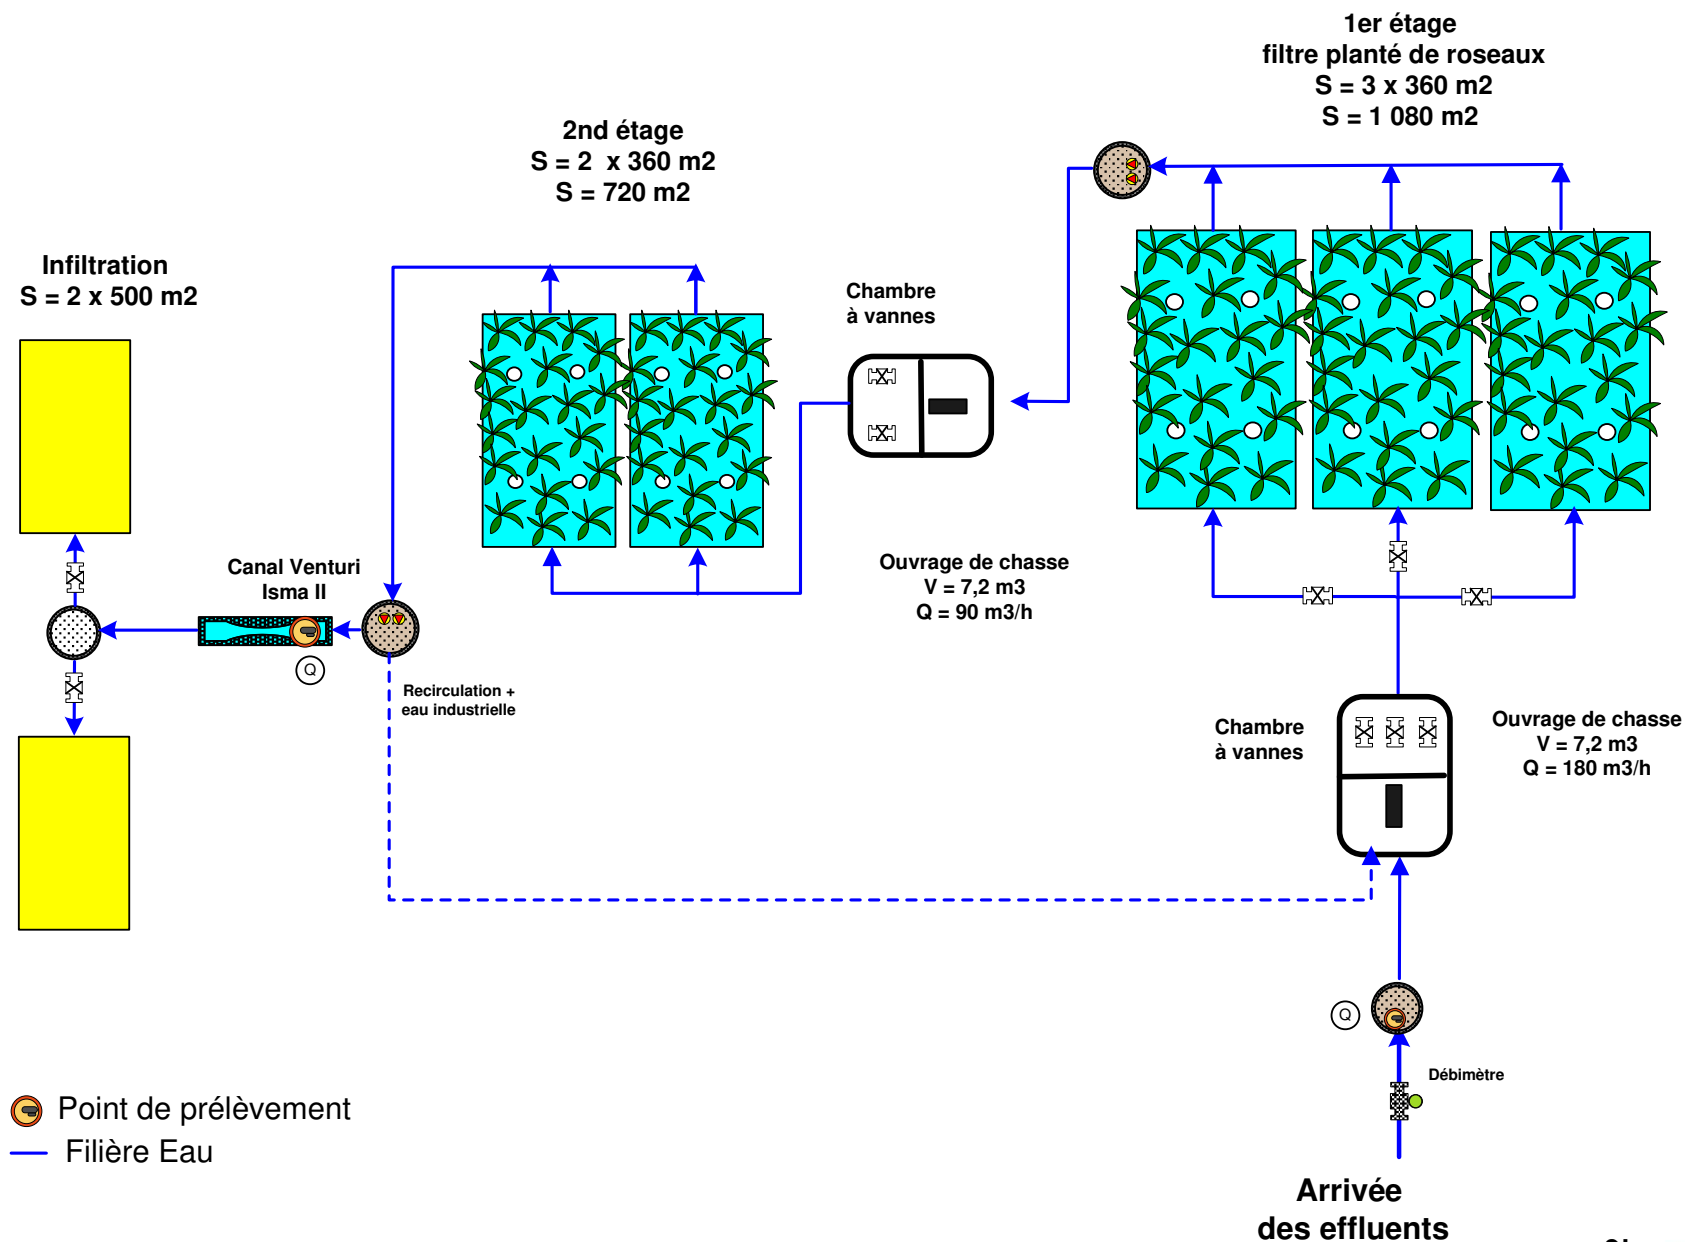 1er étage
filtre planté de roseaux
S = 3 x 360 m2
S = 1 080 m2
2nd étage
S = 2 x 360 m2
S = 720 m2
Infiltration
S = 2 x 500 m2
Chambre
à vannes
Canal Venturi
Isma II
Ouvrage de chasse
V = 7,2 m3
Q = 90 m3/h
Q
Recirculation +
eau industrielle
Chambre
à vannes
Ouvrage de chasse
V = 7,2 m3
Q = 180 m3/h
Q
Débimètre
Point de prélèvement
Filière Eau
Arrivée
des effluents